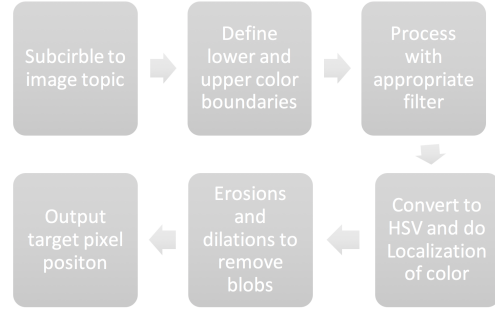 Subcirble to
image topic
Define
lower and
upper color
boundaries
Process
with
appropriate
filter
Convert to
HSV and do
Localization
of color
Erosions
and
dilations to
remove
blobs
Output
target pixel
positon